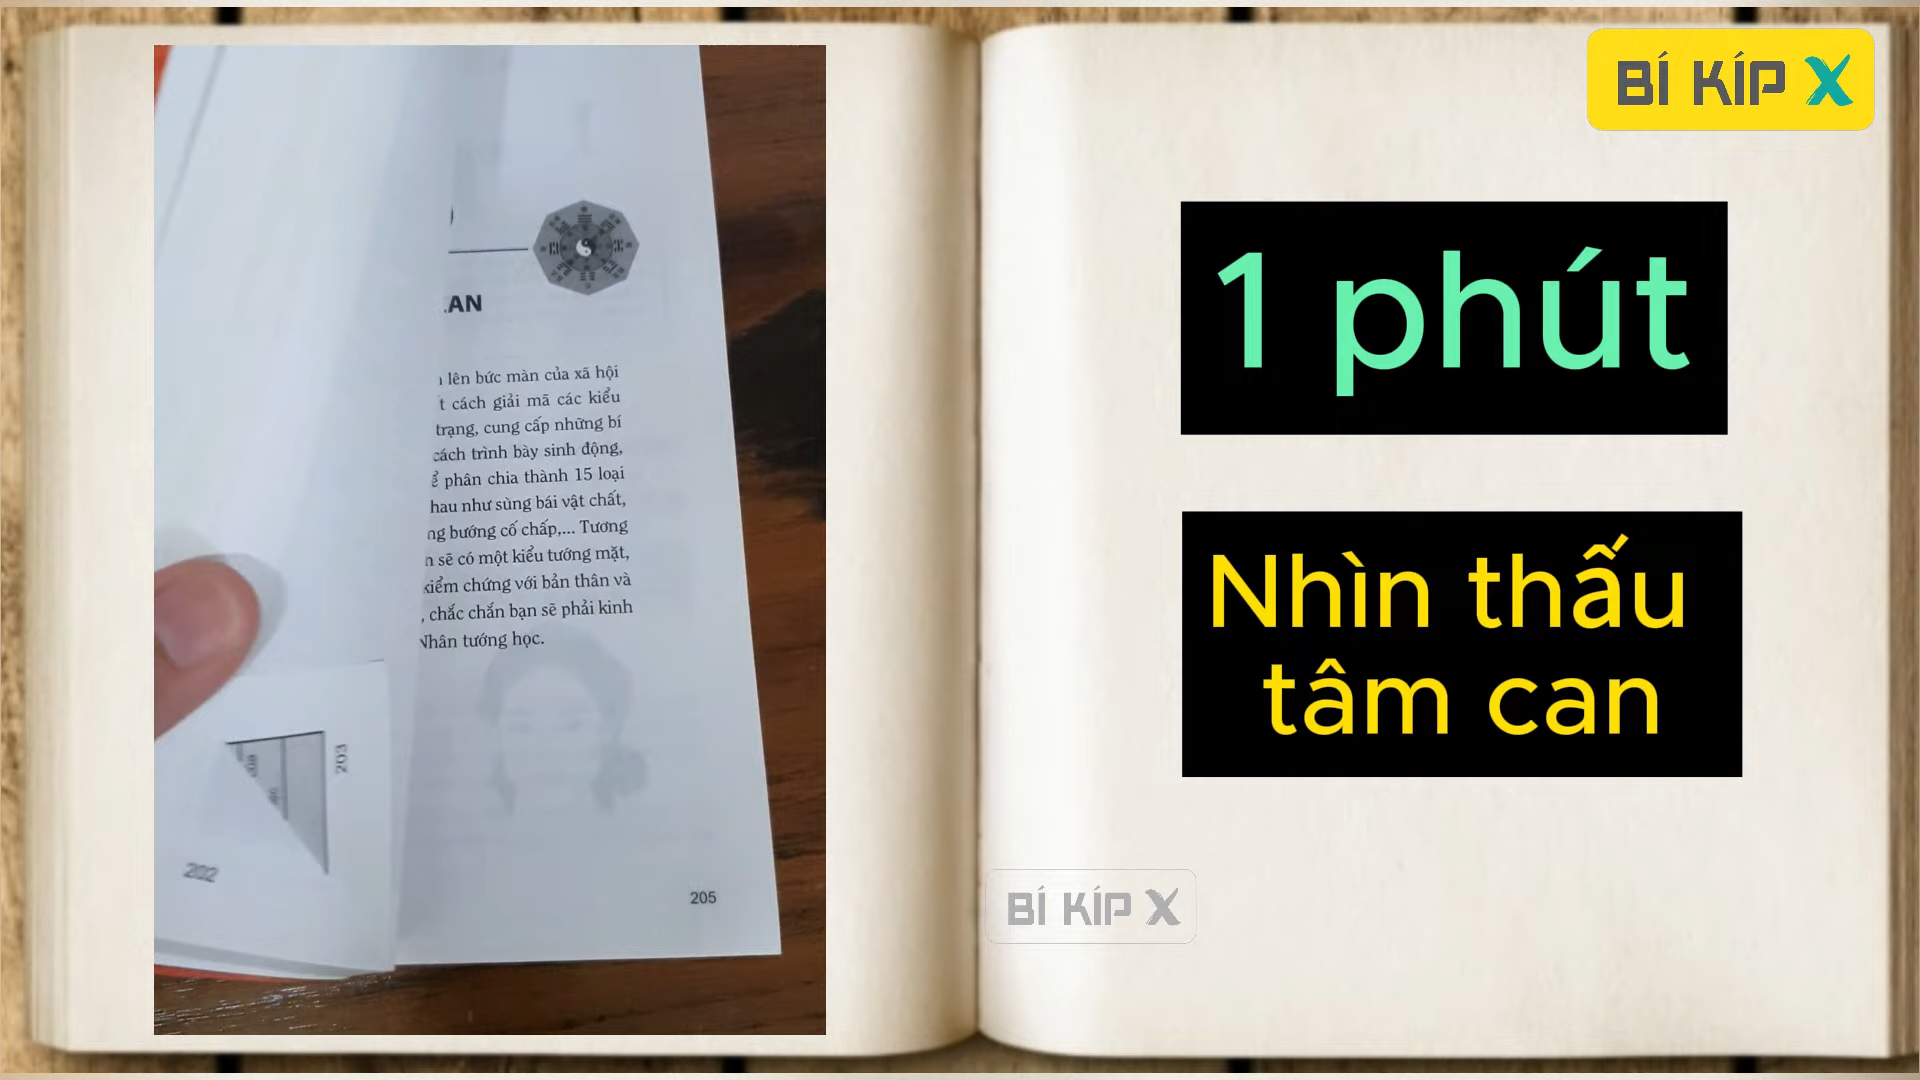 BÍ KÍP X
.AN
lên bức màn của xã hội
t cách giải mã các kiểu
trạng, cung cấp những bí
cách trình bày sinh động,
ể phân chia thành 15 loại
hau như sùng bái vật chất,
ng bướng cố chấp,... Tương
n sẽ có một kiểu tướng mặt,
kiểm chứng với bản thân và
, chắc chắn bạn sẽ phải kinh
Nhân tướng học.
203
202
205
1 phút
Nhìn thấu
tâm can
BÍ KÍP X